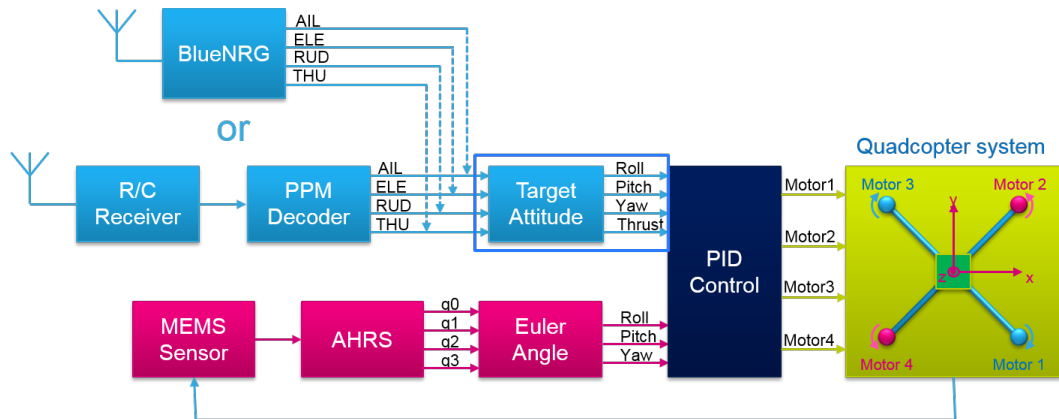 AIL
ELE
RUD
THU
BlueNRG
or
Quadcopter system
R/C
Receiver
PPM
Decoder
AIL
ELE
RUD
THU
Target
Attitude
Roll
Pitch
Yaw
Thrust
PID
Control
Motor1
Motor2
Motor3
Motor4
Motor 3
Motor 2
y
z
x
Motor 4
Motor 1
MEMS
Sensor
AHRS
q0
q1
q2
q3
Euler
Angle
Roll
Pitch
Yaw